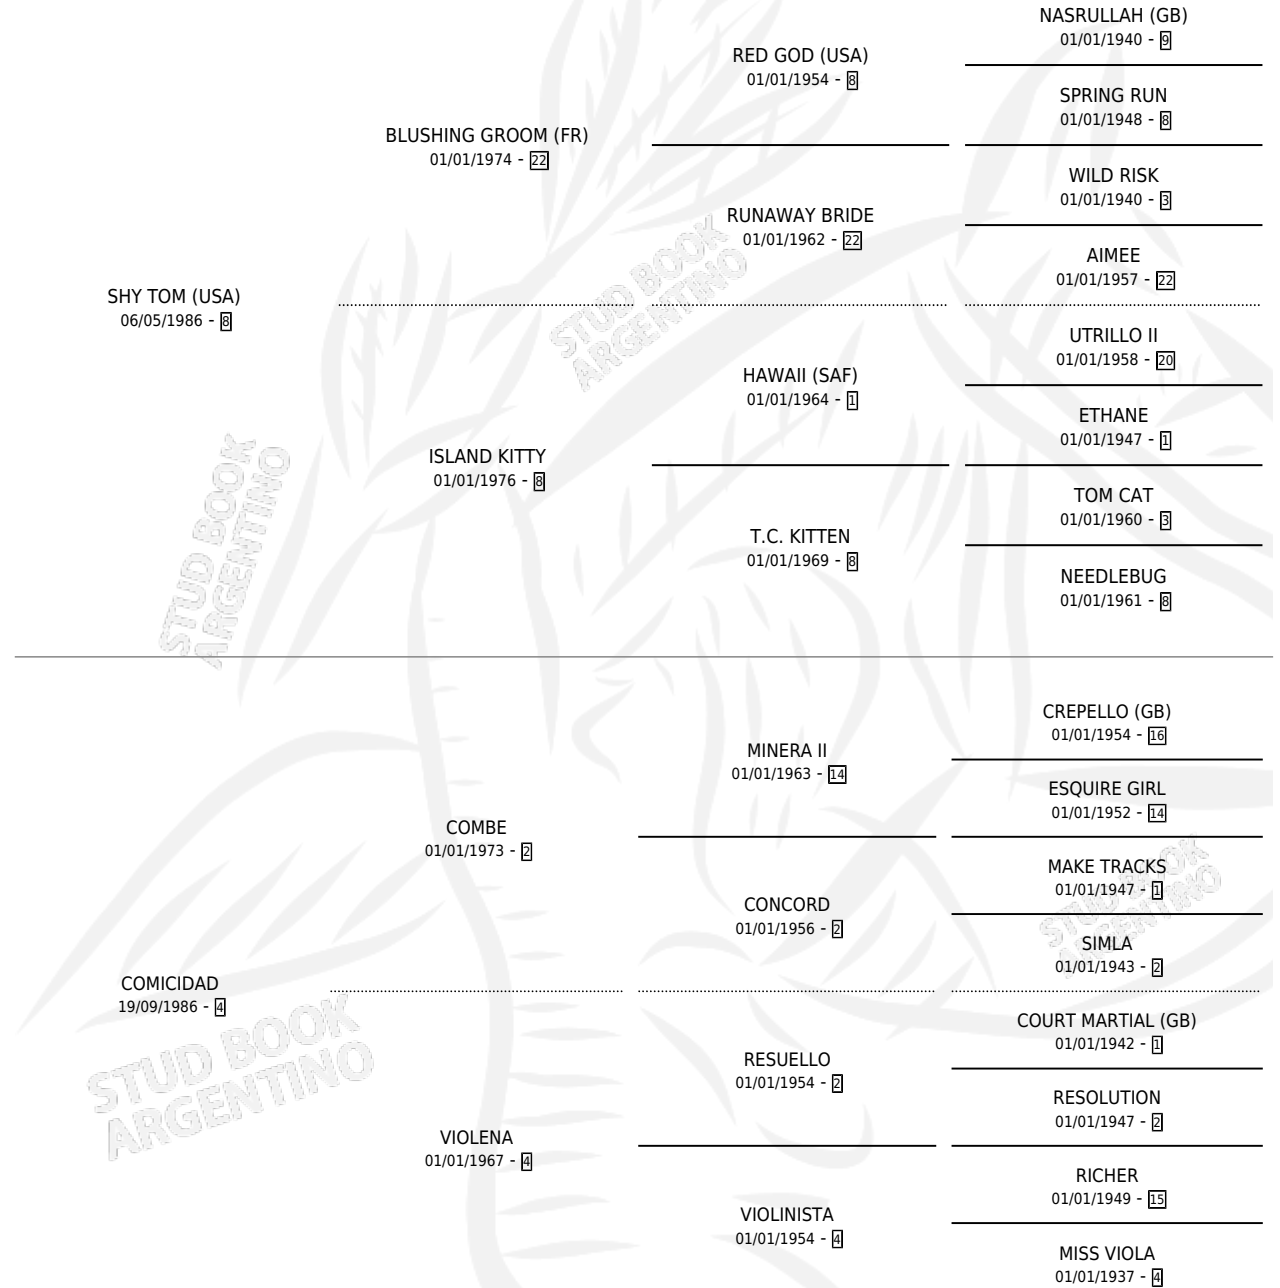 NASRULLAH (GB)
01/01/1940 - 9
RED GOD (USA)
01/01/1954 - 8
SPRING RUN
01/01/1948 - 8
BLUSHING GROOM (FR)
01/01/1974 - 22
WILD RISK
01/01/1940 - 3
RUNAWAY BRIDE
01/01/1962 - 22
AIMEE
01/01/1957 - 22
SHY TOM (USA)
06/05/1986 - 8
UTRILLO II
01/01/1958 - 20
HAWAII (SAF)
01/01/1964 - 1
ETHANE
01/01/1947 - 1
ISLAND KITTY
01/01/1976 - 8
TOM CAT
01/01/1960 - 3
T.C. KITTEN
01/01/1969 - 8
NEEDLEBUG
01/01/1961 - 8
CREPELLO (GB)
01/01/1954 - 16
MINERA II
01/01/1963 - 14
ESQUIRE GIRL
01/01/1952 - 14
COMBE
01/01/1973 - 2
MAKE TRACKS
01/01/1947 - 1
CONCORD
01/01/1956 - 2
SIMLA
01/01/1943 - 2
COMICIDAD
19/09/1986 - 4
COURT MARTIAL (GB)
01/01/1942 - 1
RESUELLO
01/01/1954 - 2
RESOLUTION
01/01/1947 - 2
VIOLENA
01/01/1967 - 4
RICHER
01/01/1949 - 15
VIOLINISTA
01/01/1954 - 4
MISS VIOLA
01/01/1937 - 4
STUD BOOK
ARGENTINO
STUD BOOK
ARGENTINO
STUD BOOK
ARGENTINO
STUD BOOK
ARGENTINO